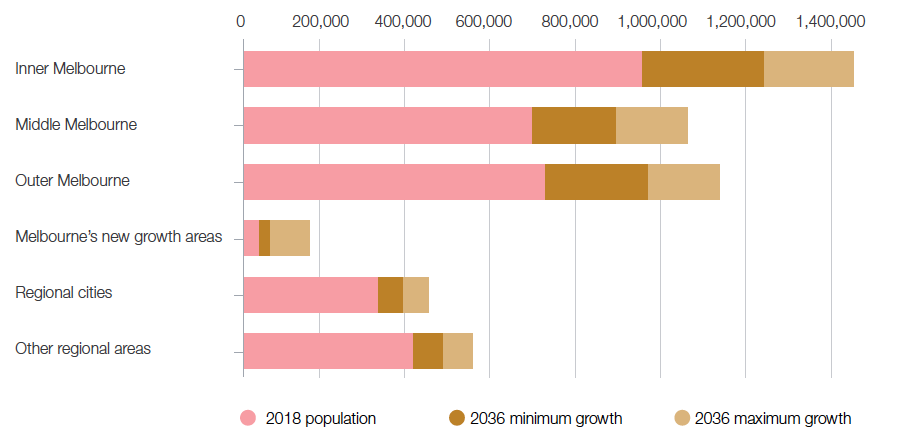 0 200,000 400,000 600,000 800,000 1,000,000 1,200,000 1,400,000
Inner Melbourne
Middle Melbourne
Outer Melbourne
Melbourne's new growth areas
Regional cities
Other regional areas
2018 population 2036 minimum growth 2036 maximum growth